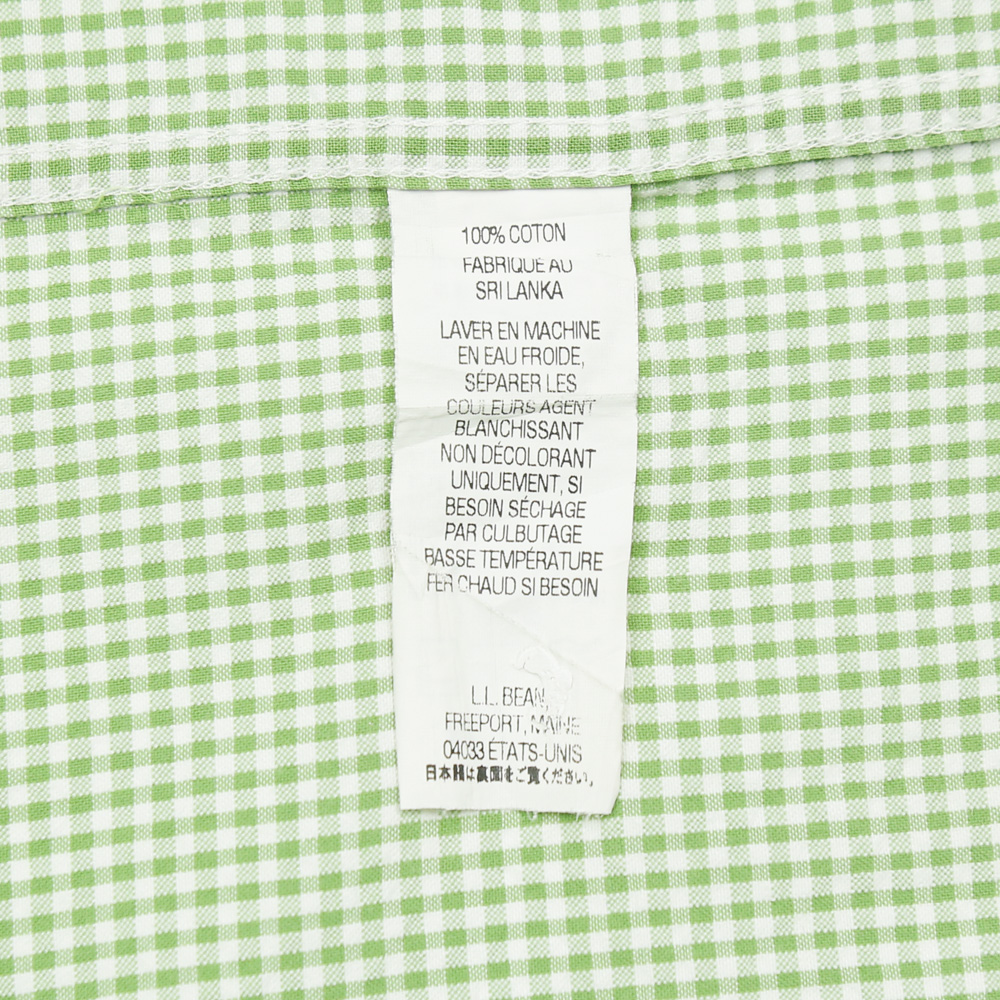 100% COTON
FABRIQUE AU
SRI LANKA
LAVER EN MACHINE
EN EAU FROIDE,
SÉPARER LES
COULEURS AGENT
BLANCHISSANT
NON DÉCOLORANT
UNIQUEMENT, SI
BESOIN SÉCHAGE
PAR CULBUTAGE
BASSE TEMPÉRATURE
FER CHAUD SI BESOIN
L.L. BEAN,
FREEPORT, MAINE
04033 ÉTATS-UNIS
日本語は裏面をご覧ください。